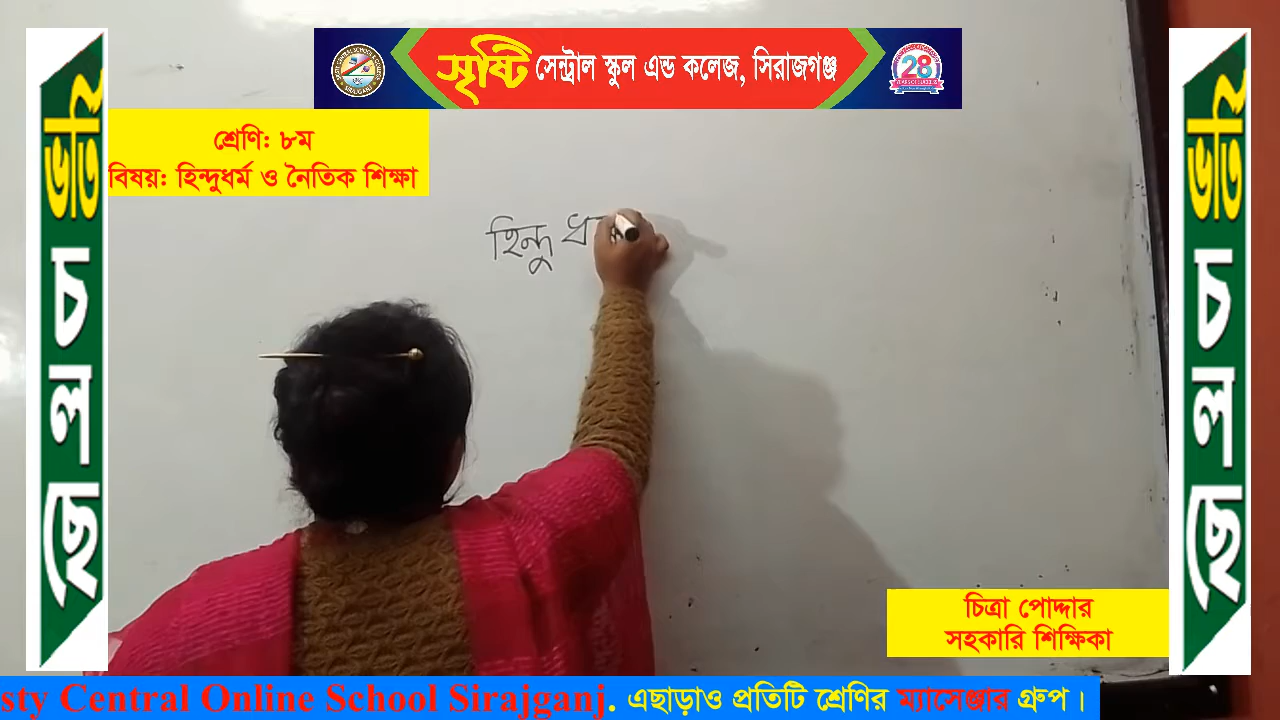 সৃষ্টি সেন্ট্রাল স্কুল এন্ড কলেজ, সিরাজগঞ্জ
28
শ্রেণি: ৮ম
বিষয়: হিন্দুধর্ম ও নৈতিক শিক্ষা
হিন্দু ধ
ভর্তি চলছে
ভর্তি চলছে
চিত্রা পোদ্দার
সহকারি শিক্ষিকা
sty Central Online School Sirajganj. এছাড়াও প্রতিটি শ্রেণির ম্যাসেঞ্জার গ্রুপ।